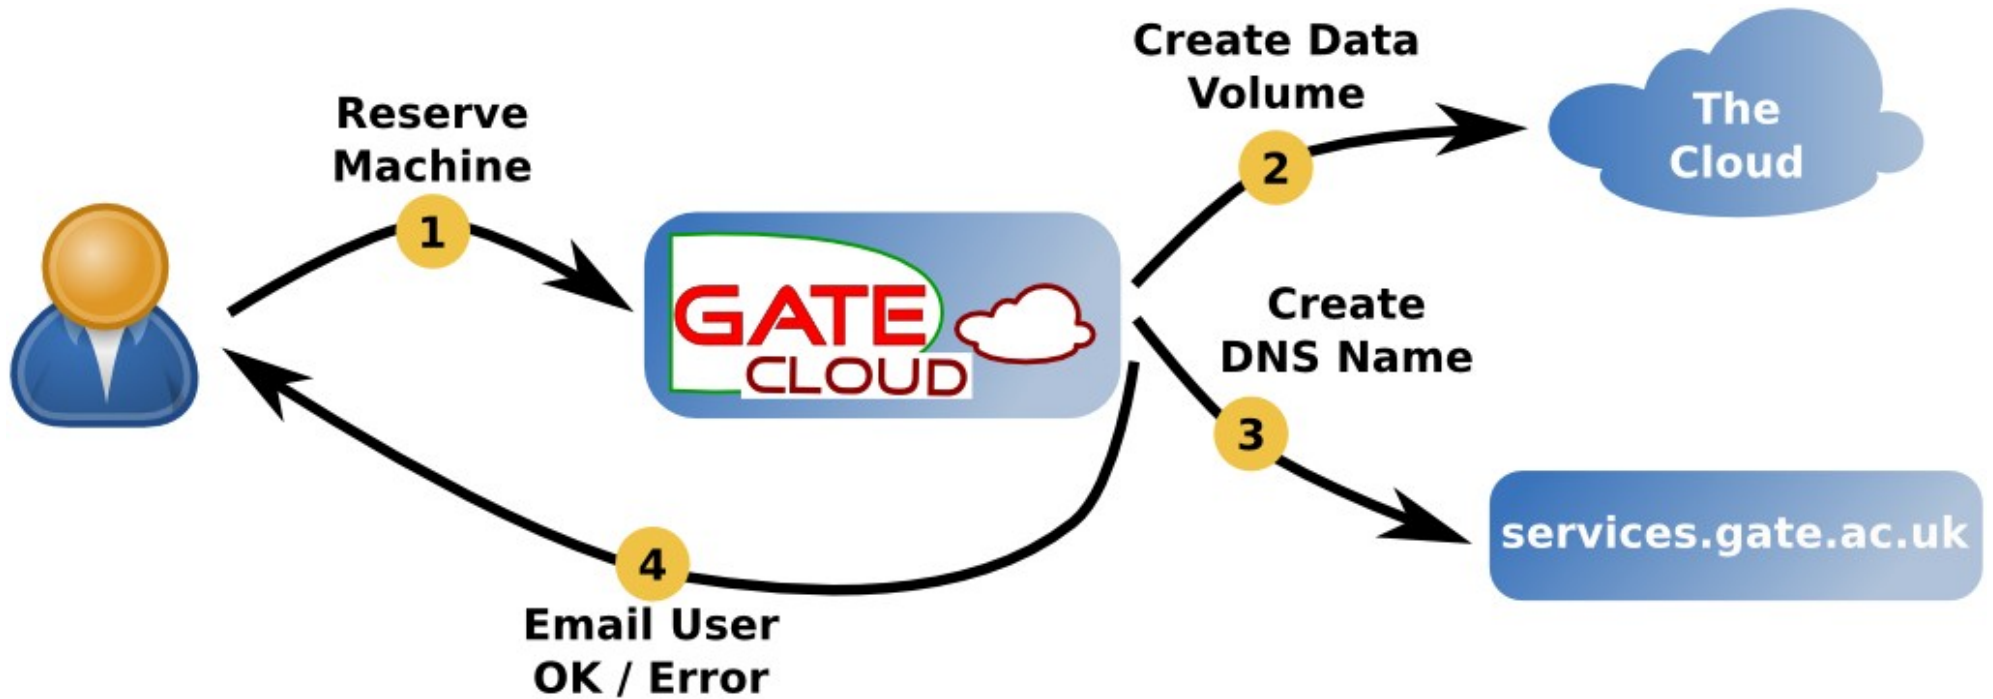 Reserve
Machine
1
Create Data
Volume
2
The
Cloud
GATE
CLOUD
Create
DNS Name
3
services.gate.ac.uk
4
Email User
OK / Error